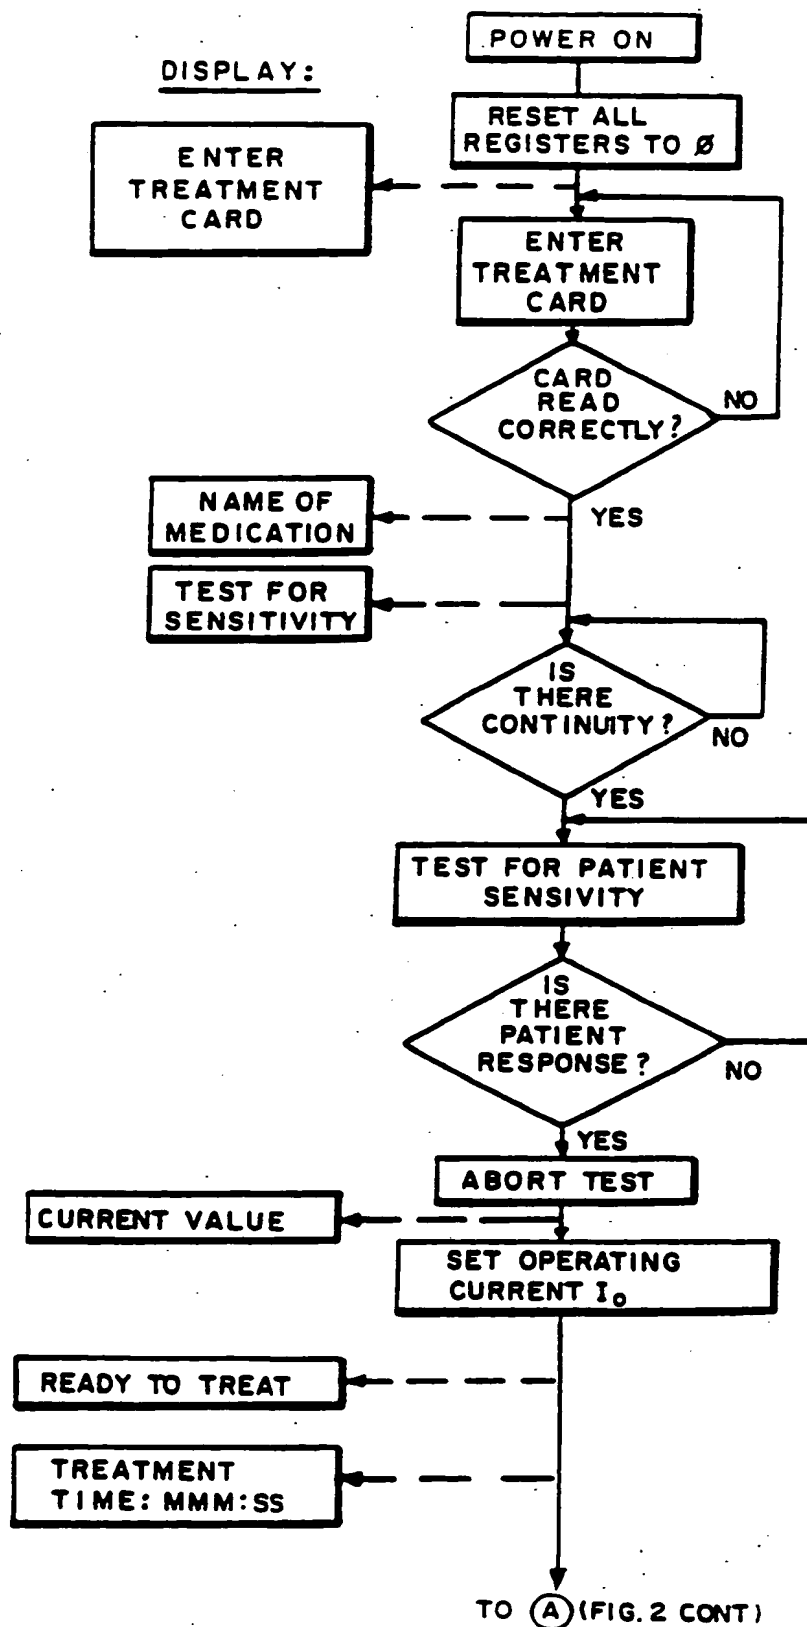 POWER ON
DISPLAY:
RESET ALL
REGISTERS TO Ø
ENTER
TREATMENT
CARD
ENTER
TREATMENT
CARD
CARD
READ
CORRECTLY?
NO
YES
NAME OF
MEDICATION
TEST FOR
SENSITIVITY
IS
THERE
CONTINUITY?
NO
YES
TEST FOR PATIENT
SENSIVITY
IS
THERE
PATIENT
RESPONSE?
NO
YES
ABORT TEST
CURRENT VALUE
SET OPERATING
CURRENT I₀
READY TO TREAT
TREATMENT
TIME: MMM:SS
TO A (FIG. 2 CONT)